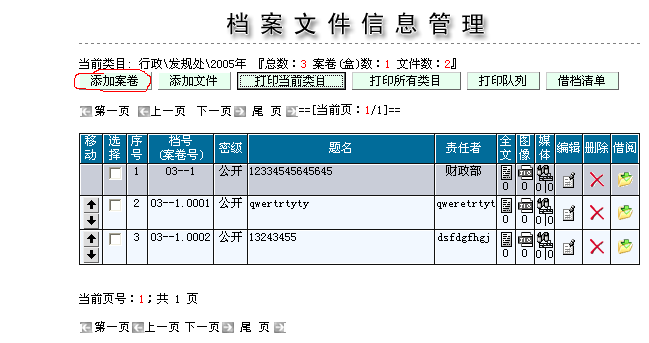 档案文件信息管理
当前类目: 行政\发规处\2005年 『总数:3 案卷(盒)数:1 文件数:2』
添加案卷 添加文件 打印当前类目 打印所有类目 打印队列 借档清单
第一页 上一页 下一页 尾 页 ==[当前页:1/1]==
移动 选择 序号 档号(案卷号) 密级 题名 责任者 全文 图像 媒体 编辑 删除 借阅
1 03--1 公开 12334545645645 财政部 0 0 0|0
2 03--1.0001 公开 qwertrtyty qweretrtyt 0 0 0|0
3 03--1.0002 公开 13243455 dsfdgfhgj 0 0 0|0
当前页号:1;共 1 页
第一页 上一页 下一页 尾 页